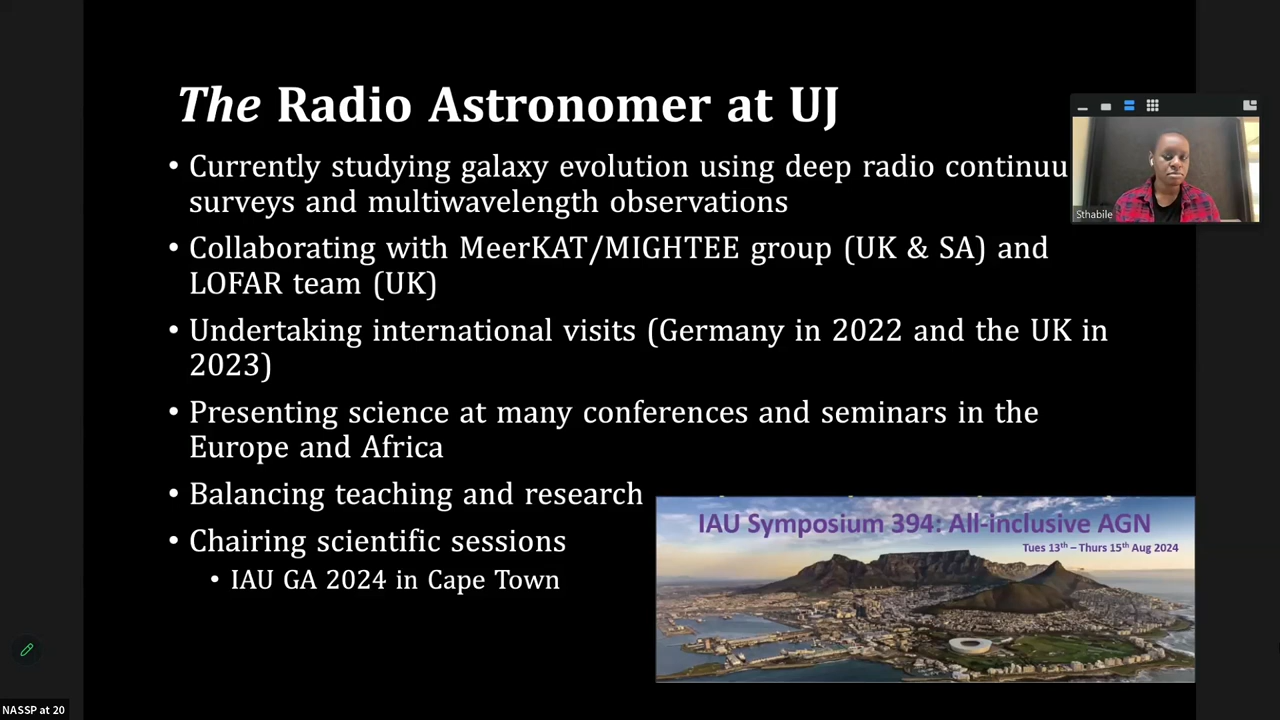 The Radio Astronomer at UJ
• Currently studying galaxy evolution using deep radio continuu
surveys and multiwavelength observations
• Collaborating with MeerKAT/MIGHTEE group (UK & SA) and
LOFAR team (UK)
• Undertaking international visits (Germany in 2022 and the UK in
2023)
• Presenting science at many conferences and seminars in the
Europe and Africa
• Balancing teaching and research
• Chairing scientific sessions
• IAU GA 2024 in Cape Town
IAU Symposium 394: All-inclusive AGN
Tues 13th – Thurs 15th Aug 2024
Sthabile
NASSP at 20